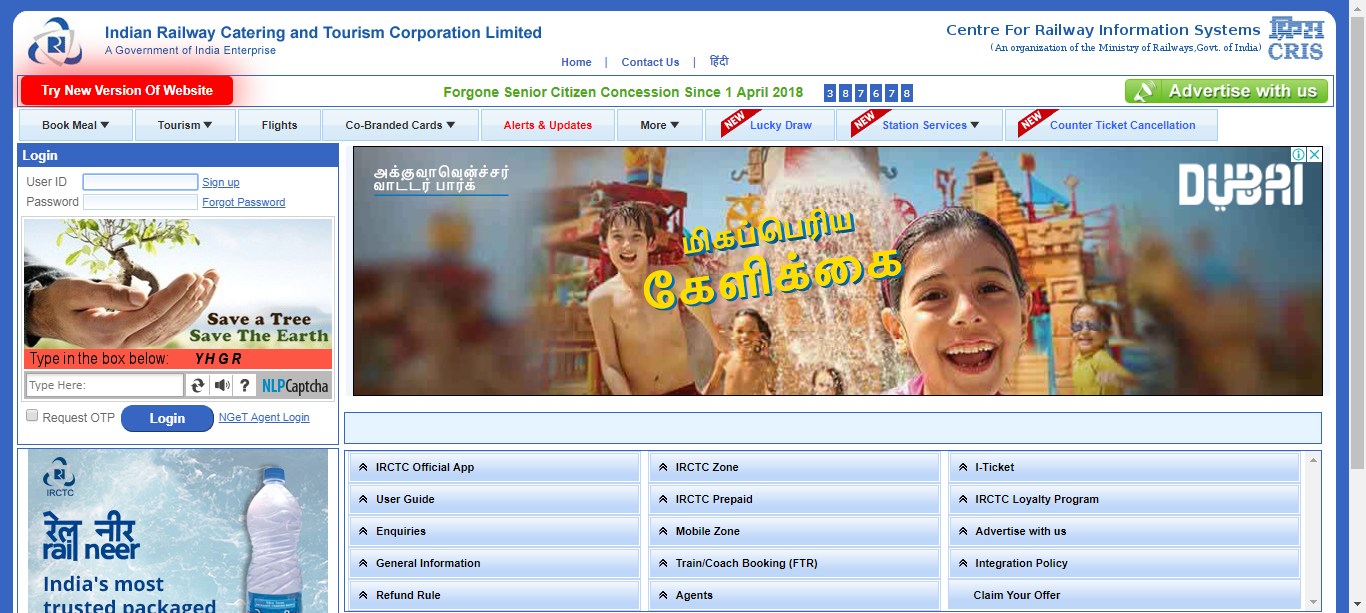 Indian Railway Catering and Tourism Corporation Limited
A Government of India Enterprise
Centre For Railway Information Systems
(An organization of the Ministry of Railways,Govt. of India)
CRIS
Home | Contact Us | हिंदी
Try New Version Of Website
Forgone Senior Citizen Concession Since 1 April 2018 3 8 7 6 7 8
Advertise with us
Book Meal
Tourism
Flights
Co-Branded Cards
Alerts & Updates
More
NEW Lucky Draw
NEW Station Services
NEW Counter Ticket Cancellation
Login
User ID
Sign up
Password
Forgot Password
Save a Tree
Save The Earth
Type in the box below: YHGR
Type Here:
?
NLPCaptcha
Request OTP
Login
NGeT Agent Login
அக்குவாவென்ச்சர்
வாட்டர் பார்க்
மிகப்பெரிய
கேளிக்கை
DUBAI
IRCTC
रेल नीर
rail neer
India's most
trusted packaged
IRCTC Official App
IRCTC Zone
I-Ticket
User Guide
IRCTC Prepaid
IRCTC Loyalty Program
Enquiries
Mobile Zone
Advertise with us
General Information
Train/Coach Booking (FTR)
Integration Policy
Refund Rule
Agents
Claim Your Offer